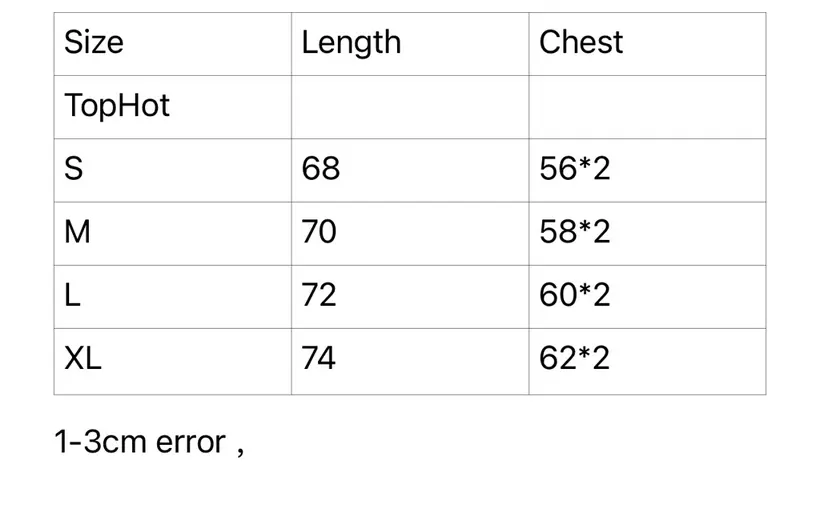 Size Length Chest
TopHot
S 68 56*2
M 70 58*2
L 72 60*2
XL 74 62*2
1-3cm error ,